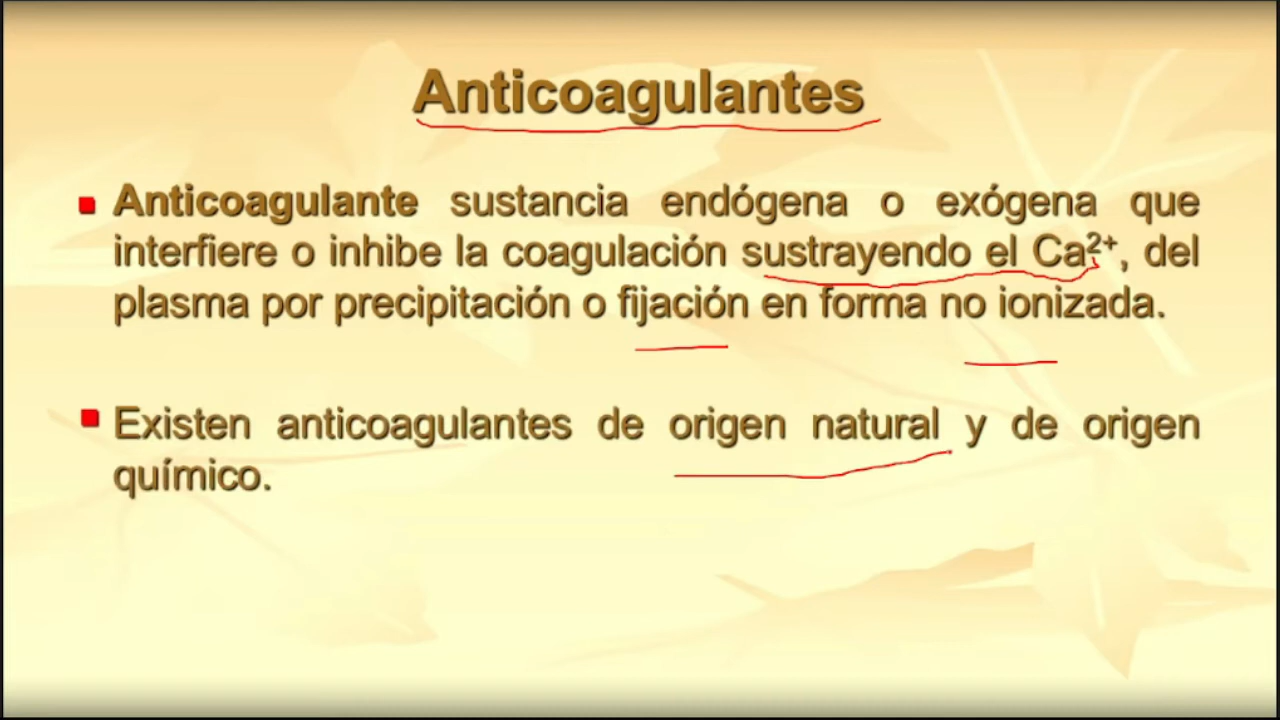 Anticoagulantes
Anticoagulante sustancia endógena o exógena que
interfiere o inhibe la coagulación sustrayendo el Ca²⁺, del
plasma por precipitación o fijación en forma no ionizada.
Existen anticoagulantes de origen natural y de origen
químico.